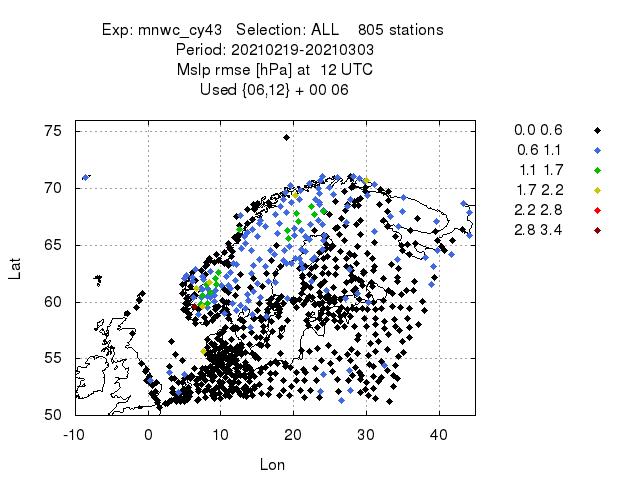 Exp: mnwc_cy43 Selection: ALL 805 stations
Period: 20210219-20210303
Mslp rmse [hPa] at 12 UTC
Used {06,12} + 00 06
0.0 0.6
0.6 1.1
1.1 1.7
1.7 2.2
2.2 2.8
2.8 3.4
75
70
65
60
55
50
Lat
-10 0 10 20 30 40
Lon